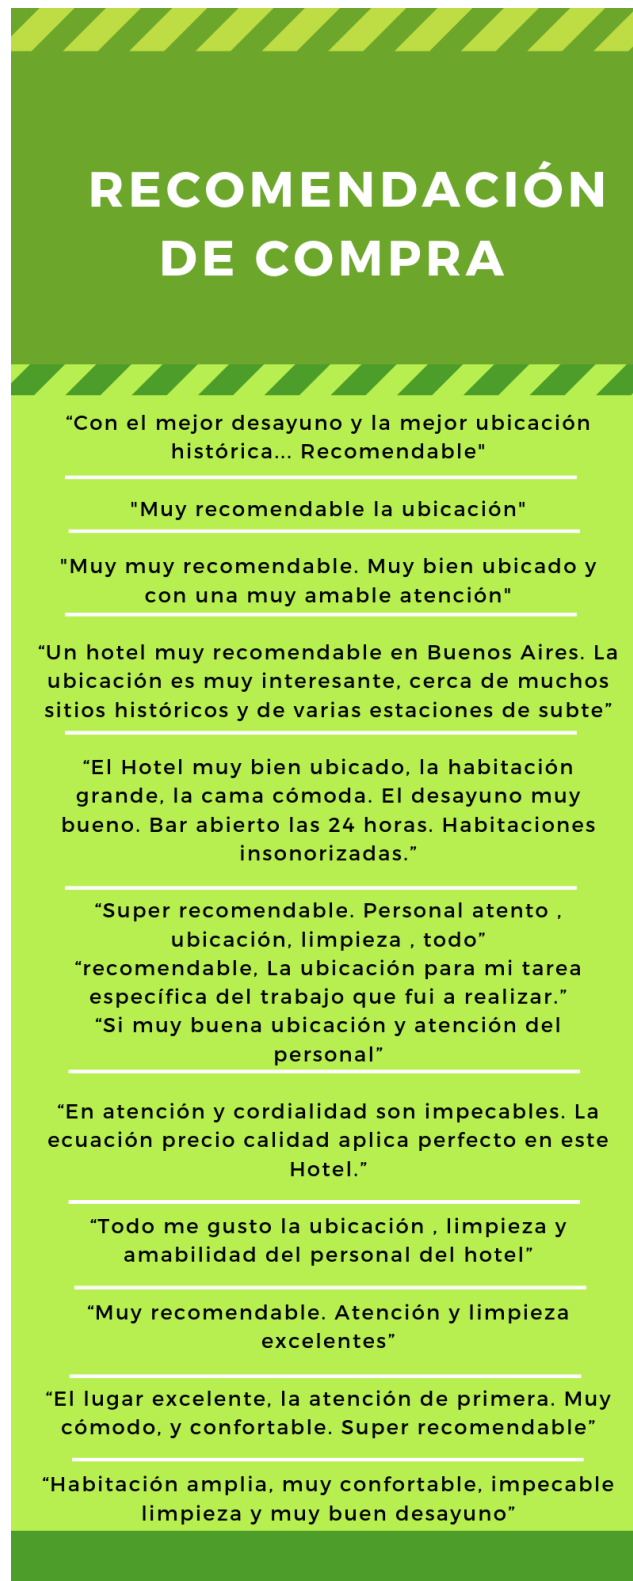 RECOMENDACIÓN
DE COMPRA
“Con el mejor desayuno y la mejor ubicación
histórica... Recomendable"
"Muy recomendable la ubicación"
"Muy muy recomendable. Muy bien ubicado y
con una muy amable atención"
“Un hotel muy recomendable en Buenos Aires. La
ubicación es muy interesante, cerca de muchos
sitios históricos y de varias estaciones de subte”
“El Hotel muy bien ubicado, la habitación
grande, la cama cómoda. El desayuno muy
bueno. Bar abierto las 24 horas. Habitaciones
insonorizadas.”
“Super recomendable. Personal atento ,
ubicación, limpieza , todo”
“recomendable, La ubicación para mi tarea
específica del trabajo que fui a realizar.”
“Si muy buena ubicación y atención del
personal”
“En atención y cordialidad son impecables. La
ecuación precio calidad aplica perfecto en este
Hotel.”
“Todo me gusto la ubicación , limpieza y
amabilidad del personal del hotel”
“Muy recomendable. Atención y limpieza
excelentes”
“El lugar excelente, la atención de primera. Muy
cómodo, y confortable. Super recomendable”
“Habitación amplia, muy confortable, impecable
limpieza y muy buen desayuno”